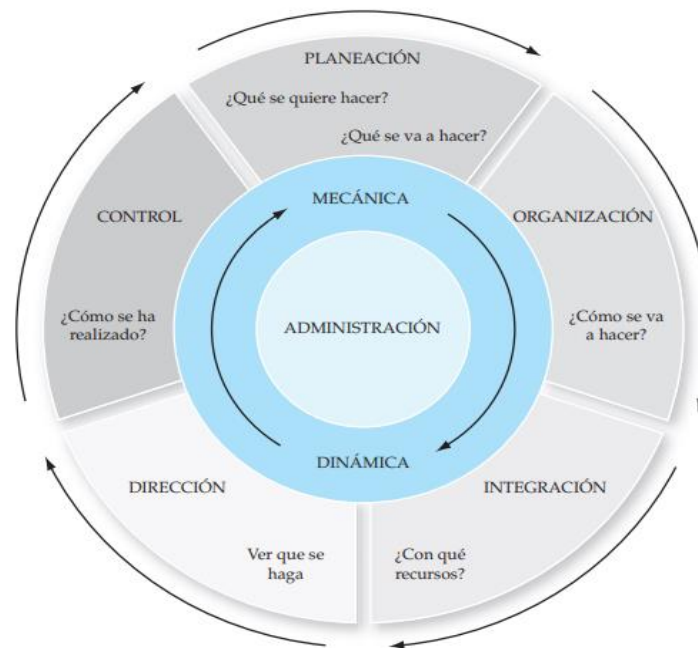 PLANEACIÓN
¿Qué se quiere hacer?
¿Qué se va a hacer?
MECÁNICA
CONTROL
ORGANIZACIÓN
¿Cómo se ha
realizado?
ADMINISTRACIÓN
¿Cómo se va
a hacer?
DINÁMICA
DIRECCIÓN
INTEGRACIÓN
Ver que se
haga
¿Con qué
recursos?